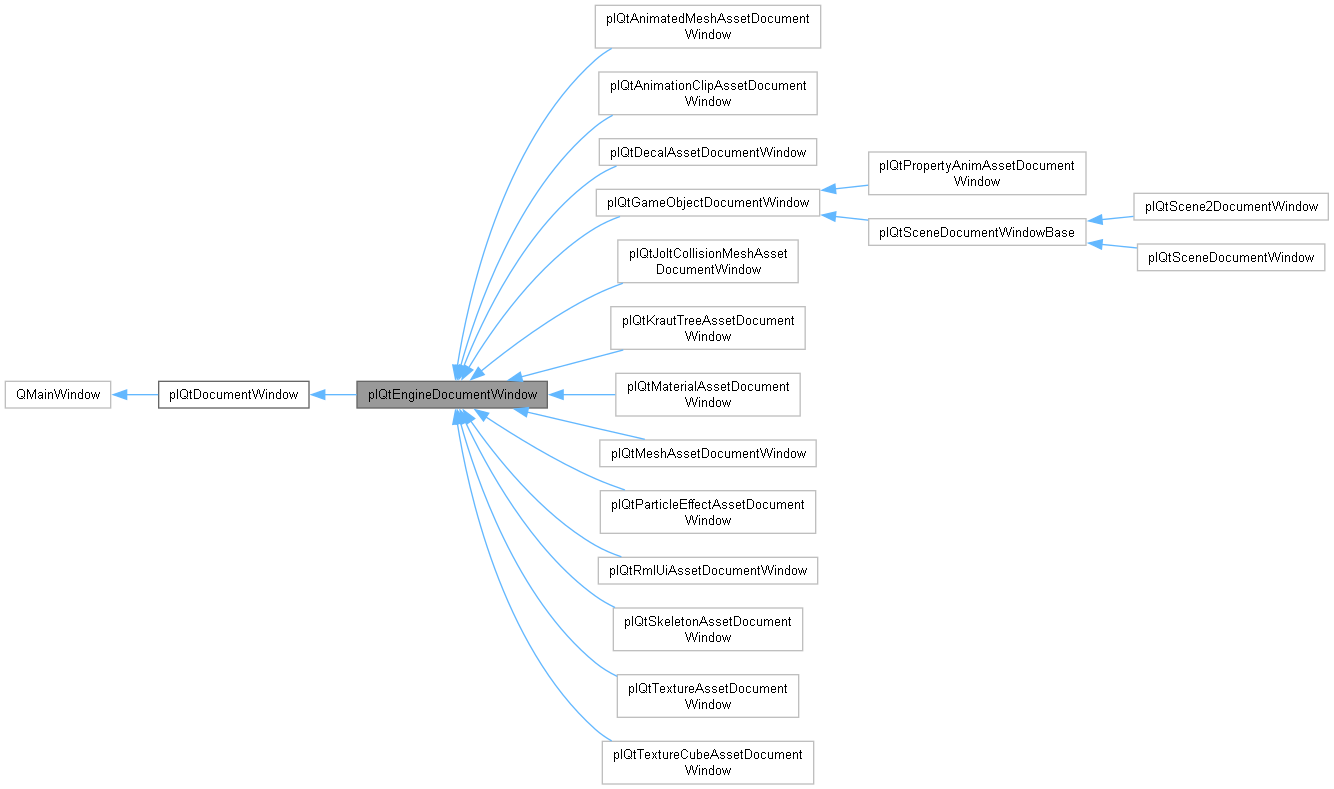 plQtAnimatedMeshAssetDocument
Window
plQtAnimationClipAssetDocument
Window
plQtDecalAssetDocumentWindow
plQtPropertyAnimAssetDocument
Window
plQtGameObjectDocumentWindow
plQtScene2DocumentWindow
plQtSceneDocumentWindowBase
plQtJoltCollisionMeshAsset
DocumentWindow
plQtSceneDocumentWindow
plQtKrautTreeAssetDocument
Window
QMainWindow
plQtDocumentWindow
plQtEngineDocumentWindow
plQtMaterialAssetDocument
Window
plQtMeshAssetDocumentWindow
plQtParticleEffectAssetDocument
Window
plQtRmlUiAssetDocumentWindow
plQtSkeletonAssetDocument
Window
plQtTextureAssetDocument
Window
plQtTextureCubeAssetDocument
Window